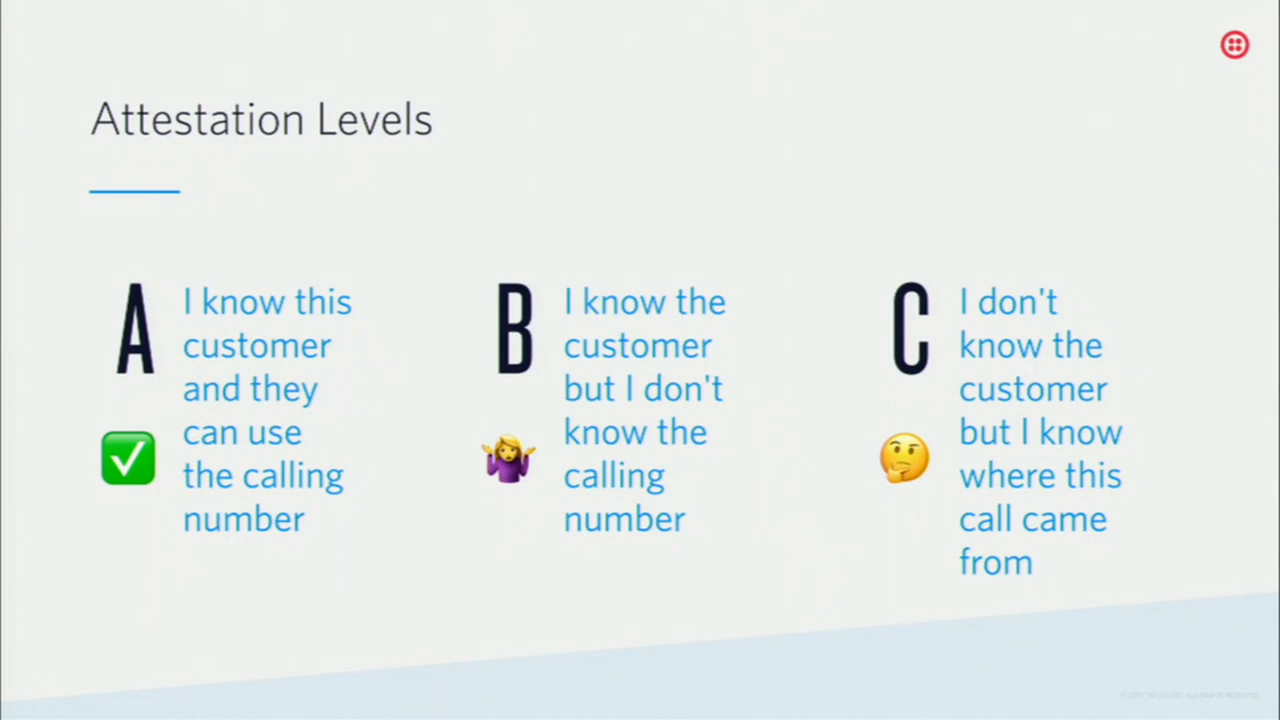 Attestation Levels
A
I know this
customer
and they
can use
the calling
number
B
I know the
customer
but I don't
know the
calling
number
C
I don't
know the
customer
but I know
where this
call came
from